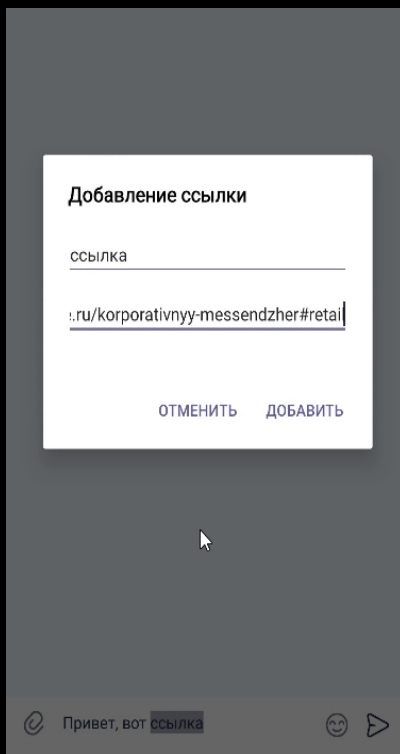 Добавление ссылки
ссылка
.ru/korporativnyy-messendzher#retail
ОТМЕНИТЬ ДОБАВИТЬ
Привет, вот ссылка